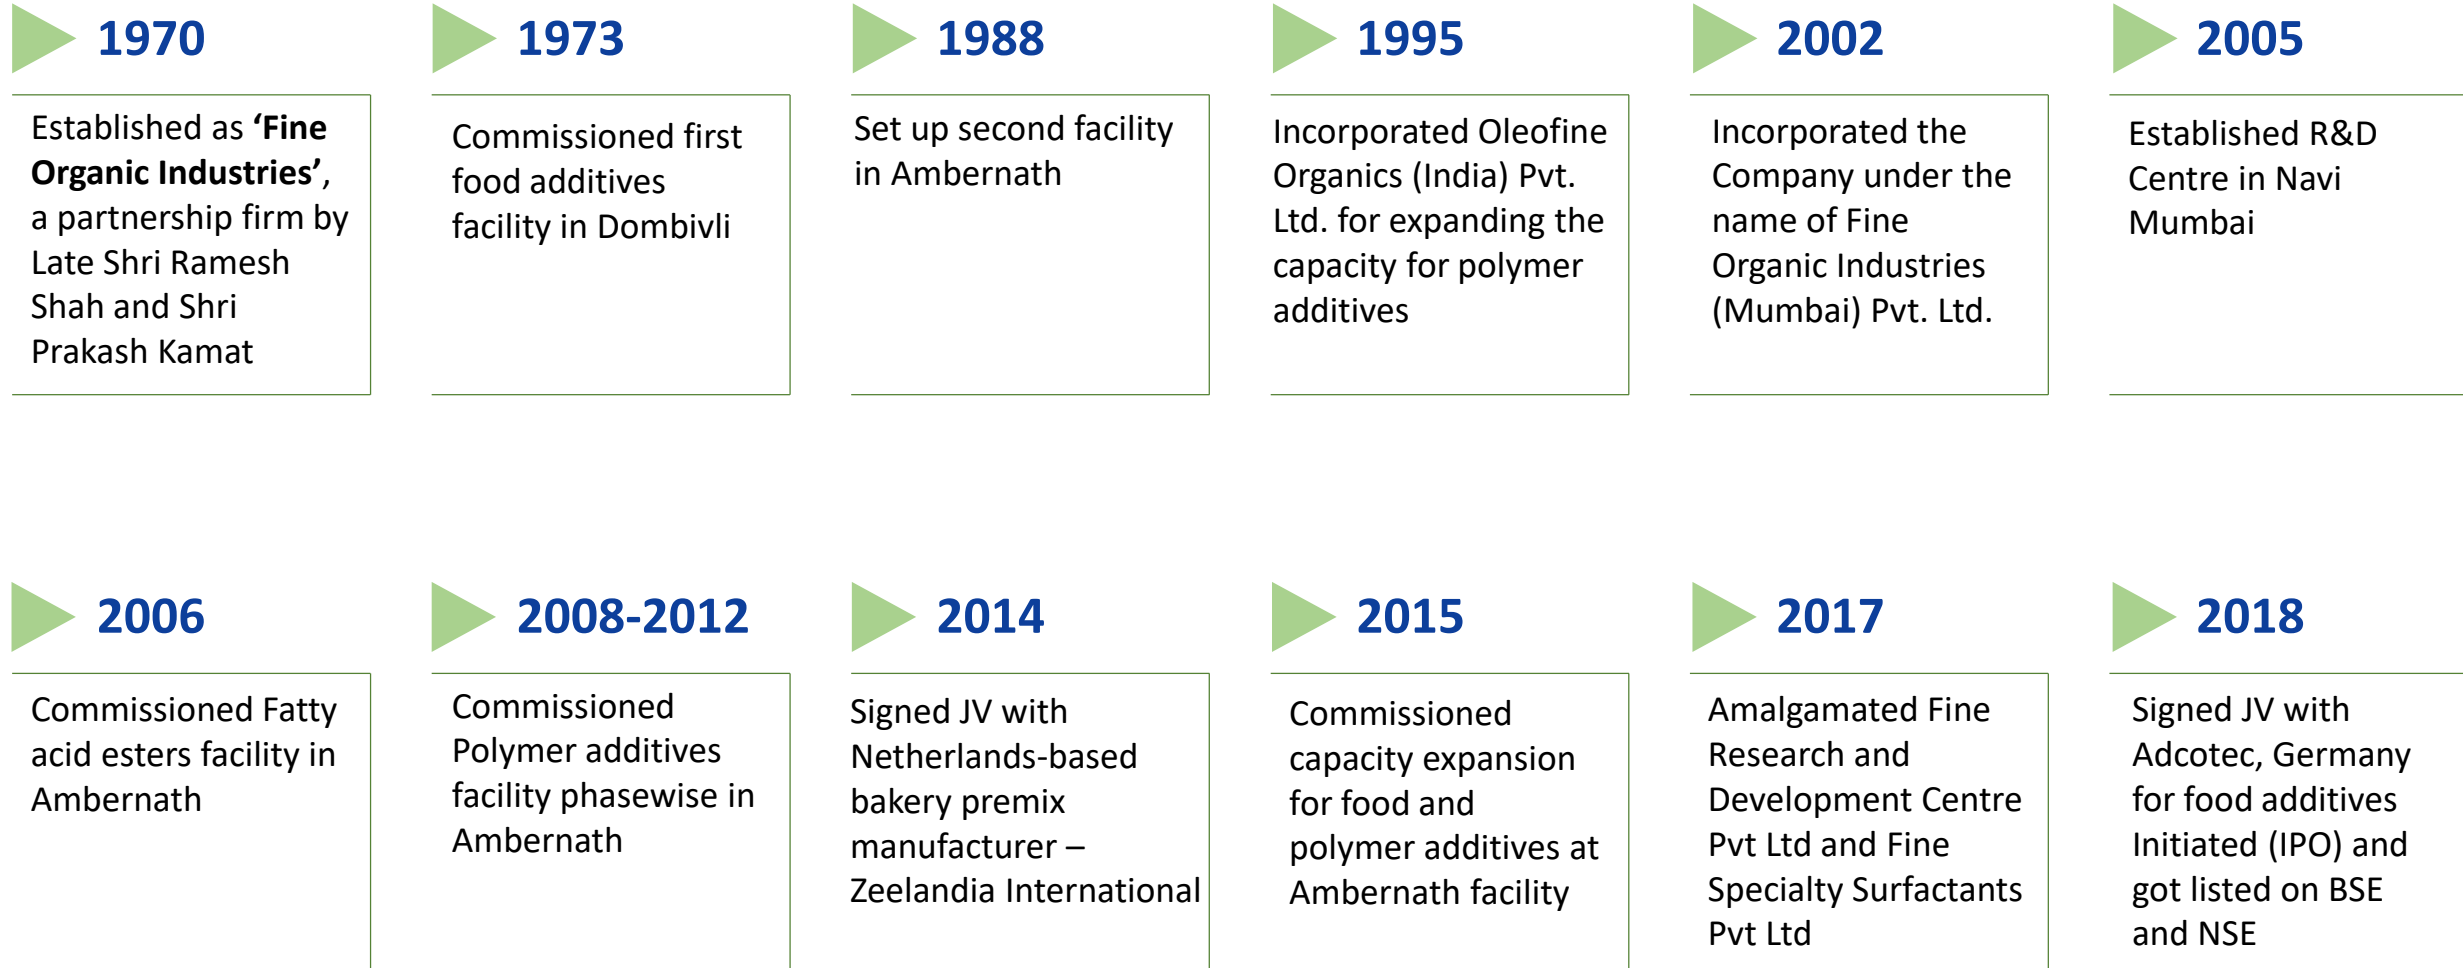 1970
Established as ‘Fine
Organic Industries’,
a partnership firm by
Late Shri Ramesh
Shah and Shri
Prakash Kamat
1973
Commissioned first
food additives
facility in Dombivli
1988
Set up second facility
in Ambernath
1995
Incorporated Oleofine
Organics (India) Pvt.
Ltd. for expanding the
capacity for polymer
additives
2002
Incorporated the
Company under the
name of Fine
Organic Industries
(Mumbai) Pvt. Ltd.
2005
Established R&D
Centre in Navi
Mumbai
2006
Commissioned Fatty
acid esters facility in
Ambernath
2008-2012
Commissioned
Polymer additives
facility phasewise in
Ambernath
2014
Signed JV with
Netherlands-based
bakery premix
manufacturer –
Zeelandia International
2015
Commissioned
capacity expansion
for food and
polymer additives at
Ambernath facility
2017
Amalgamated Fine
Research and
Development Centre
Pvt Ltd and Fine
Specialty Surfactants
Pvt Ltd
2018
Signed JV with
Adcotec, Germany
for food additives
Initiated (IPO) and
got listed on BSE
and NSE